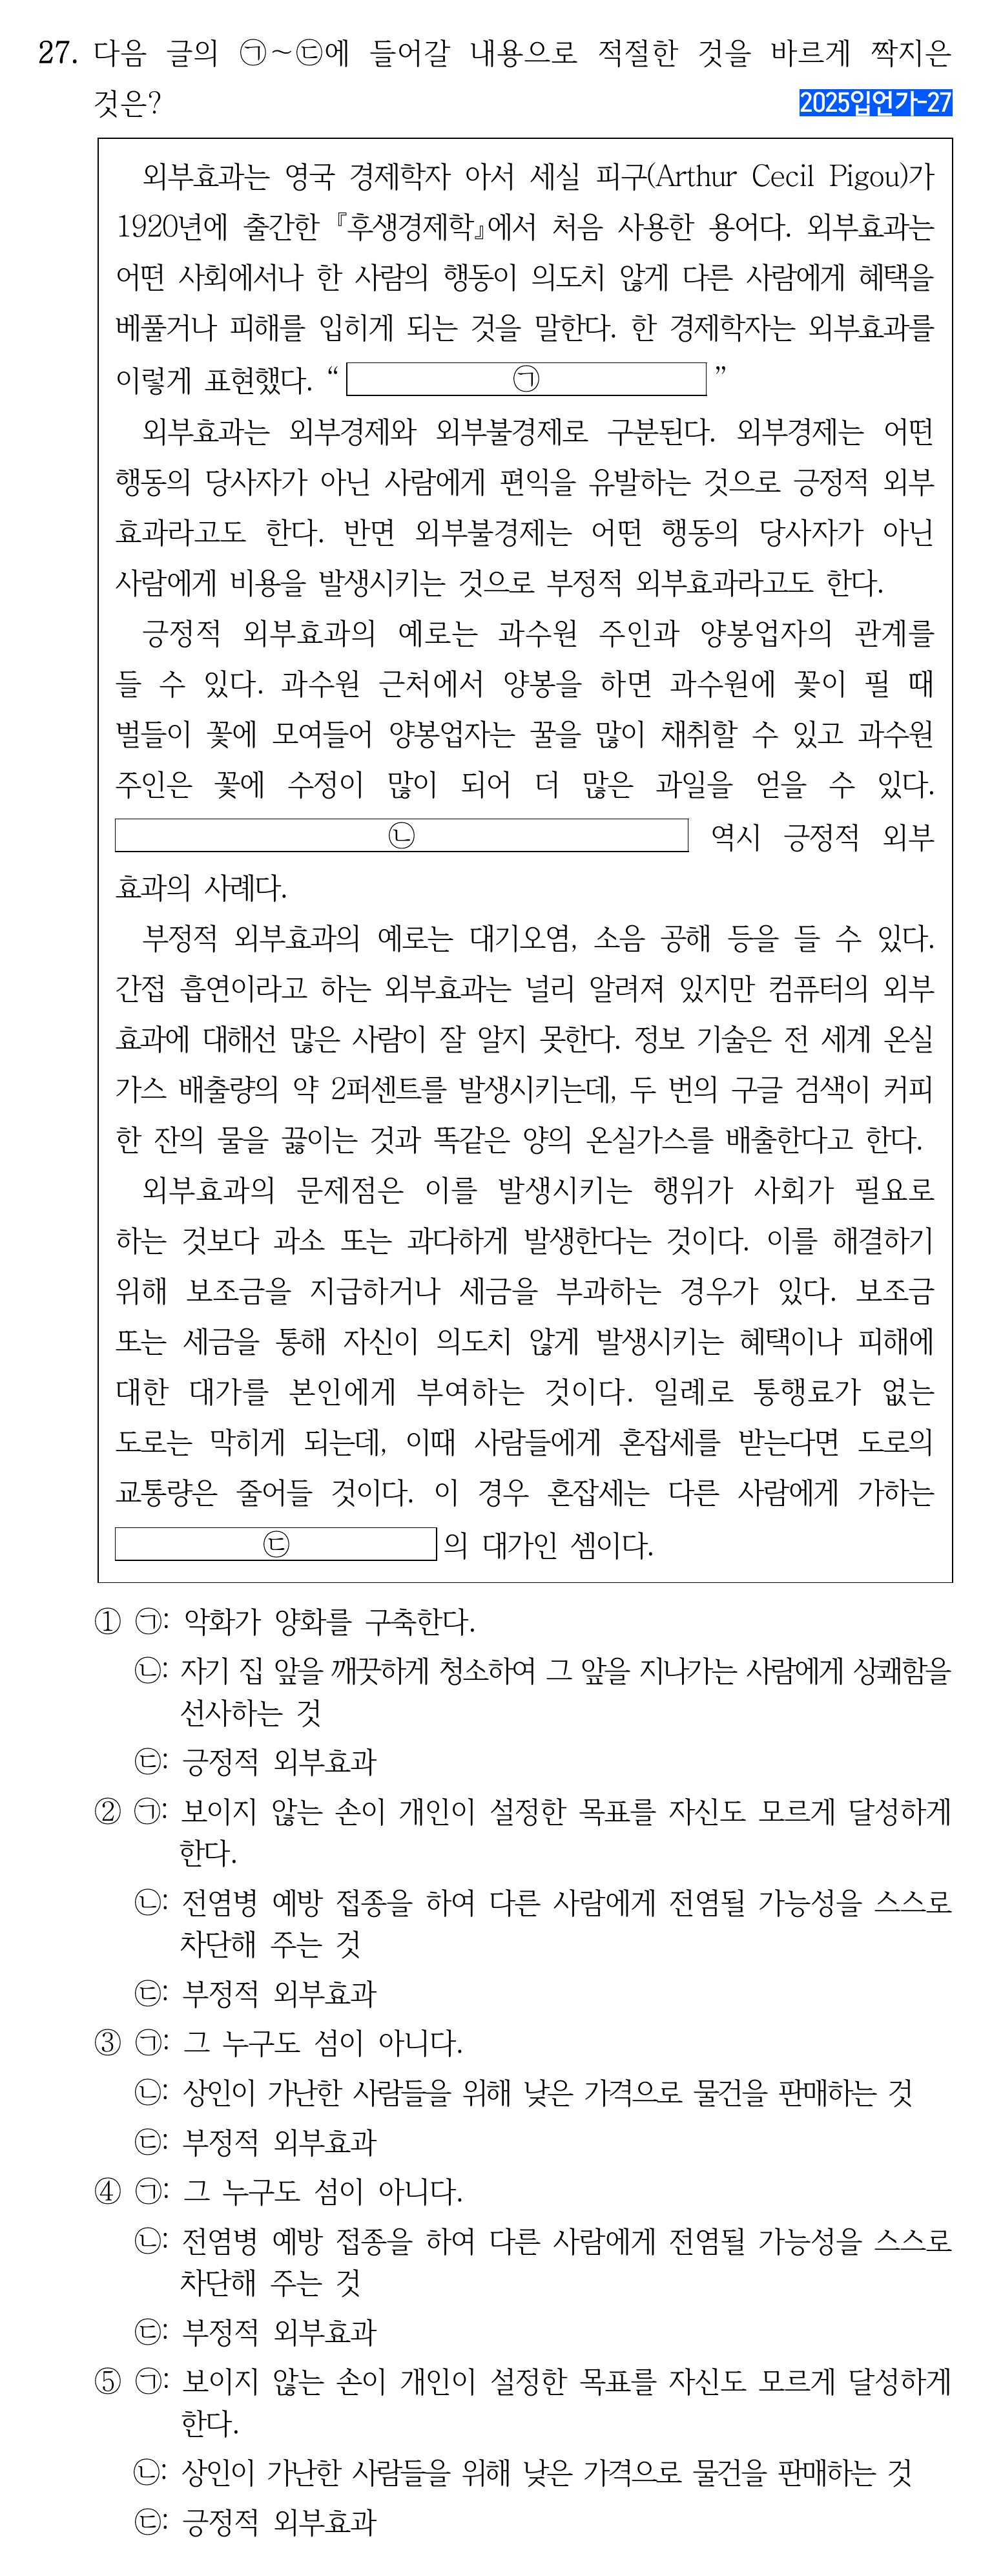 27. 다음 글의 ㉠~㉢에 들어갈 내용으로 적절한 것을 바르게 짝지은
것은?
2025입언가-27
외부효과는 영국 경제학자 아서 세실 피구(Arthur Cecil Pigou)가
1920년에 출간한 『후생경제학』에서 처음 사용한 용어다. 외부효과는
어떤 사회에서나 한 사람의 행동이 의도치 않게 다른 사람에게 혜택을
베풀거나 피해를 입히게 되는 것을 말한다. 한 경제학자는 외부효과를
이렇게 표현했다. “ ㉠ ”
외부효과는 외부경제와 외부불경제로 구분된다. 외부경제는 어떤
행동의 당사자가 아닌 사람에게 편익을 유발하는 것으로 긍정적 외부
효과라고도 한다. 반면 외부불경제는 어떤 행동의 당사자가 아닌
사람에게 비용을 발생시키는 것으로 부정적 외부효과라고도 한다.
긍정적 외부효과의 예로는 과수원 주인과 양봉업자의 관계를
들 수 있다. 과수원 근처에서 양봉을 하면 과수원에 꽃이 필 때
벌들이 꽃에 모여들어 양봉업자는 꿀을 많이 채취할 수 있고 과수원
주인은 꽃에 수정이 많이 되어 더 많은 과일을 얻을 수 있다.
㉡ 역시 긍정적 외부
효과의 사례다.
부정적 외부효과의 예로는 대기오염, 소음 공해 등을 들 수 있다.
간접 흡연이라고 하는 외부효과는 널리 알려져 있지만 컴퓨터의 외부
효과에 대해선 많은 사람이 잘 알지 못한다. 정보 기술은 전 세계 온실
가스 배출량의 약 2퍼센트를 발생시키는데, 두 번의 구글 검색이 커피
한 잔의 물을 끓이는 것과 똑같은 양의 온실가스를 배출한다고 한다.
외부효과의 문제점은 이를 발생시키는 행위가 사회가 필요로
하는 것보다 과소 또는 과다하게 발생한다는 것이다. 이를 해결하기
위해 보조금을 지급하거나 세금을 부과하는 경우가 있다. 보조금
또는 세금을 통해 자신이 의도치 않게 발생시키는 혜택이나 피해에
대한 대가를 본인에게 부여하는 것이다. 일례로 통행료가 없는
도로는 막히게 되는데, 이때 사람들에게 혼잡세를 받는다면 도로의
교통량은 줄어들 것이다. 이 경우 혼잡세는 다른 사람에게 가하는
㉢ 의 대가인 셈이다.
① ㉠: 악화가 양화를 구축한다.
㉡: 자기 집 앞을 깨끗하게 청소하여 그 앞을 지나가는 사람에게 상쾌함을
선사하는 것
㉢: 긍정적 외부효과
② ㉠: 보이지 않는 손이 개인이 설정한 목표를 자신도 모르게 달성하게
한다.
㉡: 전염병 예방 접종을 하여 다른 사람에게 전염될 가능성을 스스로
차단해 주는 것
㉢: 부정적 외부효과
③ ㉠: 그 누구도 섬이 아니다.
㉡: 상인이 가난한 사람들을 위해 낮은 가격으로 물건을 판매하는 것
㉢: 부정적 외부효과
④ ㉠: 그 누구도 섬이 아니다.
㉡: 전염병 예방 접종을 하여 다른 사람에게 전염될 가능성을 스스로
차단해 주는 것
㉢: 부정적 외부효과
⑤ ㉠: 보이지 않는 손이 개인이 설정한 목표를 자신도 모르게 달성하게
한다.
㉡: 상인이 가난한 사람들을 위해 낮은 가격으로 물건을 판매하는 것
㉢: 긍정적 외부효과